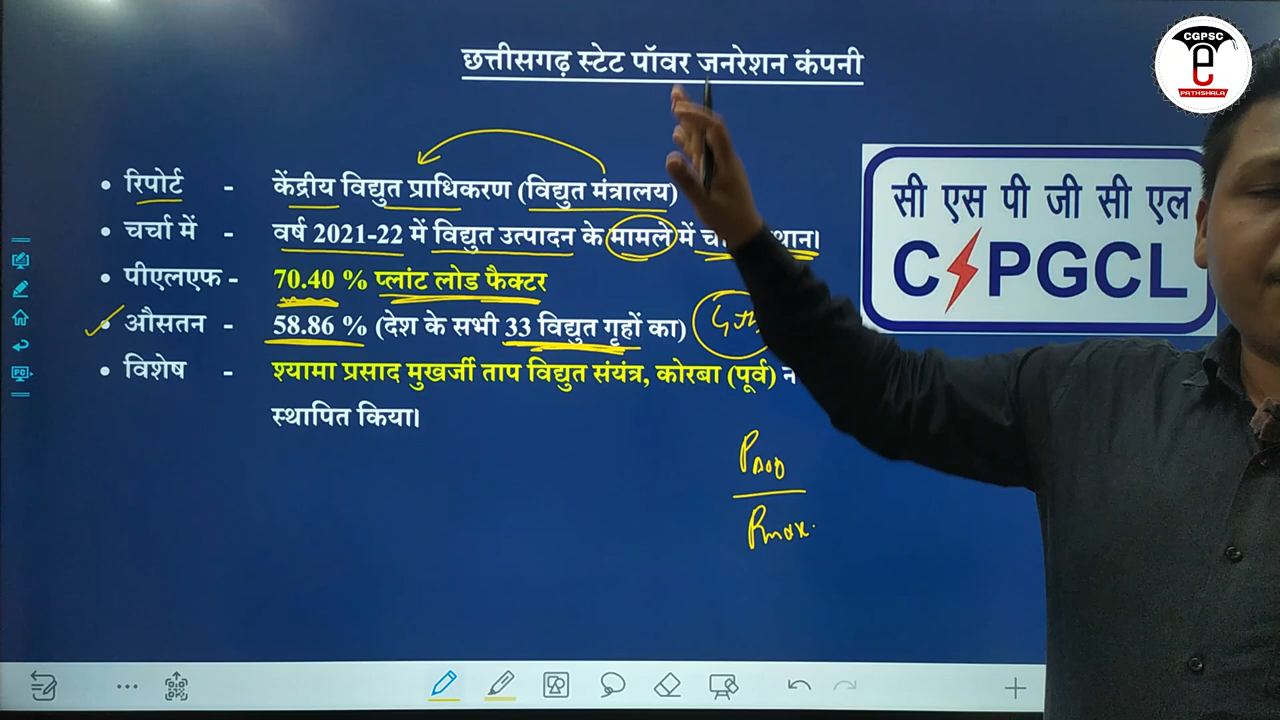 छत्तीसगढ़ स्टेट पॉवर जनरेशन कंपनी
CGPSC
e
PATHSHALA
• रिपोर्ट - केंद्रीय विद्युत प्राधिकरण (विद्युत मंत्रालय)
• चर्चा में - वर्ष 2021-22 में विद्युत उत्पादन के मामले में स्थान।
• पीएलएफ - 70.40 % प्लांट लोड फैक्टर
• औसतन - 58.86 % (देश के सभी 33 विद्युत गृहों का)
• विशेष - श्यामा प्रसाद मुखर्जी ताप विद्युत संयंत्र, कोरबा (पूर्व) न
स्थापित किया।
सी एस पी जी सी एल
CSPGCL
Pmax.
PC